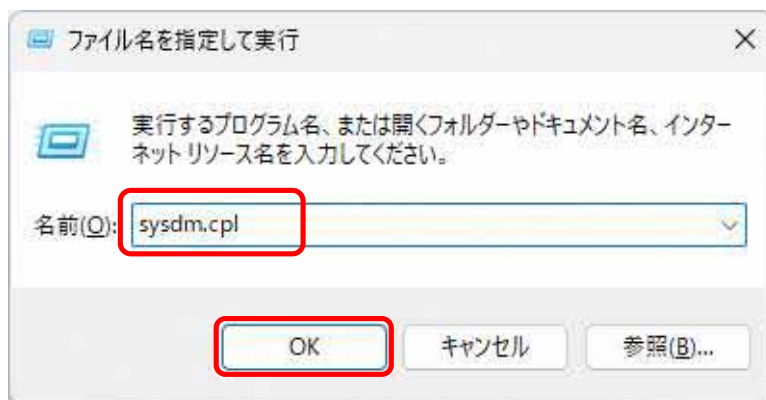 ファイル名を指定して実行
実行するプログラム名、または開くフォルダーやドキュメント名、インター
ネット リソース名を入力してください。
名前(O): sysdm.cpl
OK キャンセル 参照(B)...